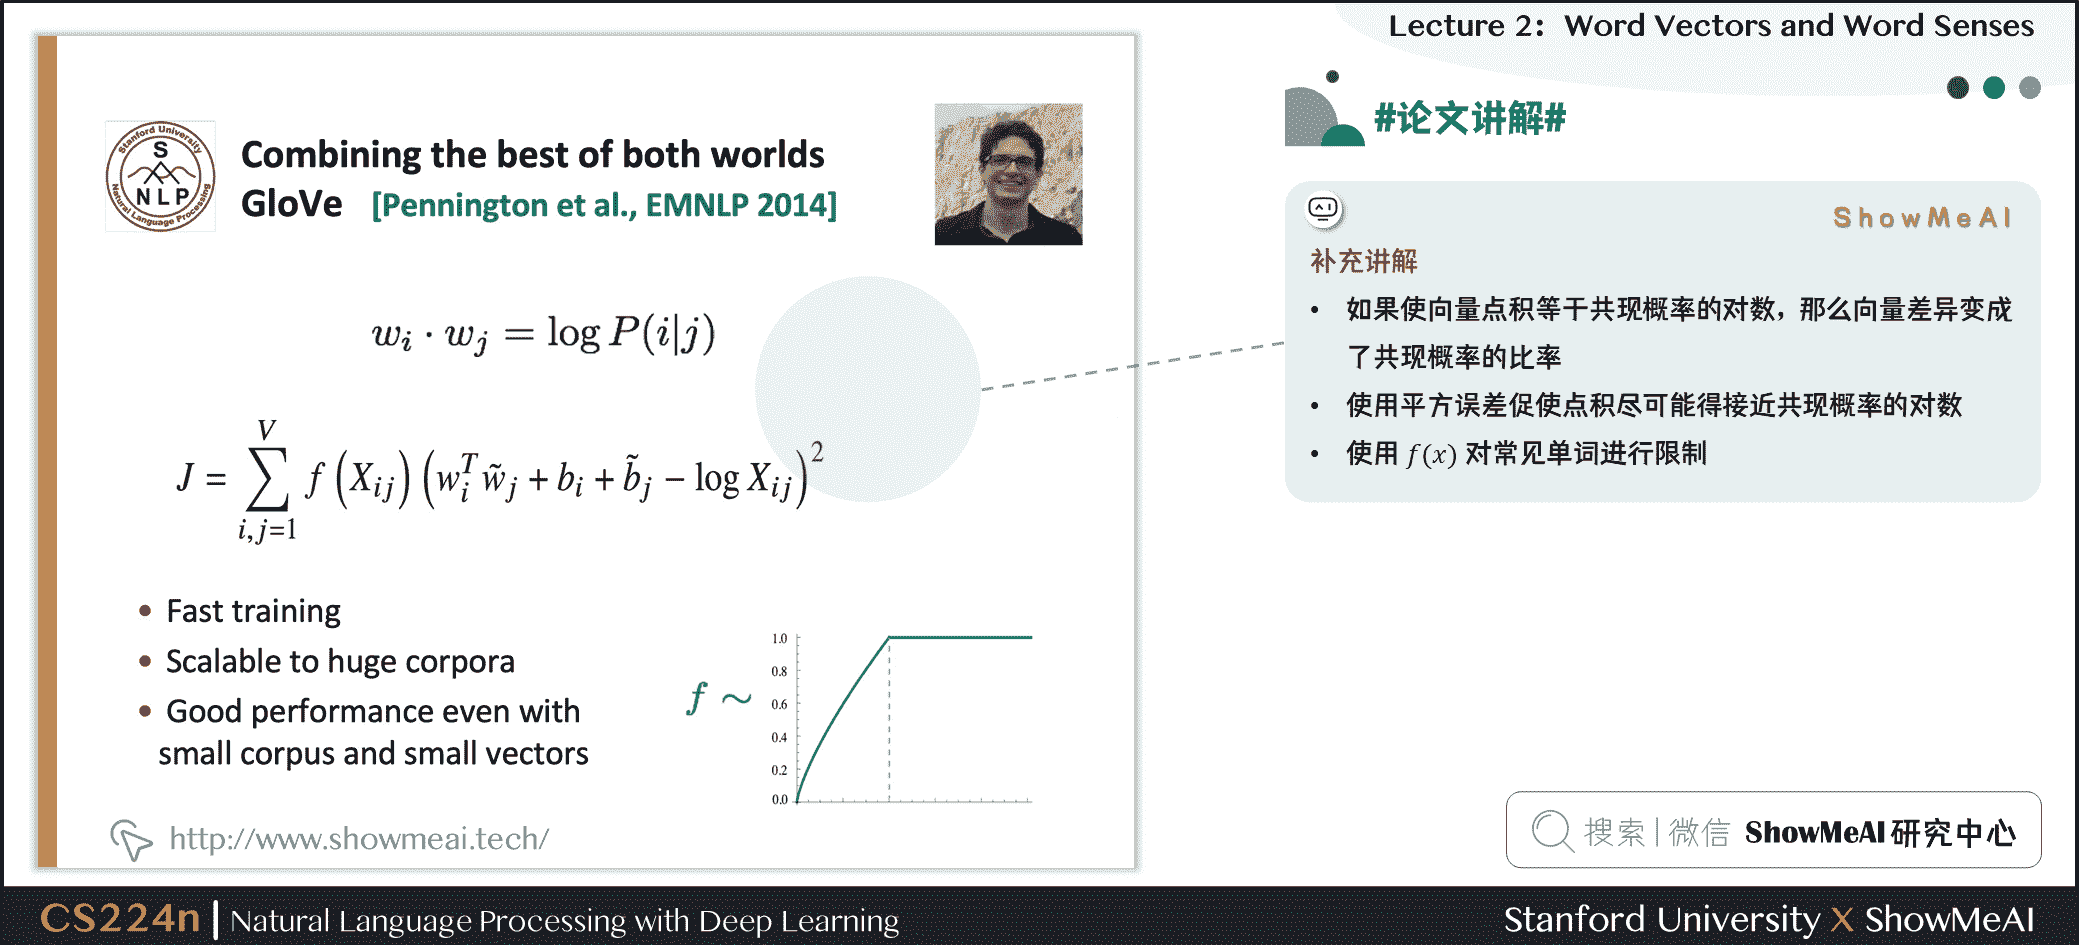 Lecture 2: Word Vectors and Word Senses
Stanford University
S
NLP
Natural Language Processing
Combining the best of both worlds
GloVe [Pennington et al., EMNLP 2014]
w_i · w_j = log P(i|j)
J = \sum_{i,j=1}^{V} f(X_{ij}) (w_i^T \tilde{w}_j + b_i + \tilde{b}_j − log X_{ij})^2
• Fast training
• Scalable to huge corpora
• Good performance even with
small corpus and small vectors
f ~
1.0
0.8
0.6
0.4
0.2
0.0
http://www.showmeai.tech/
#论文讲解#
ShowMeAI
补充讲解
• 如果使向量点积等于共现概率的对数，那么向量差异变成
了共现概率的比率
• 使用平方误差促使点积尽可能得接近共现概率的对数
• 使用 f(x) 对常见单词进行限制
搜索|微信 ShowMeAI研究中心
CS224n | Natural Language Processing with Deep Learning
Stanford University X ShowMeAI